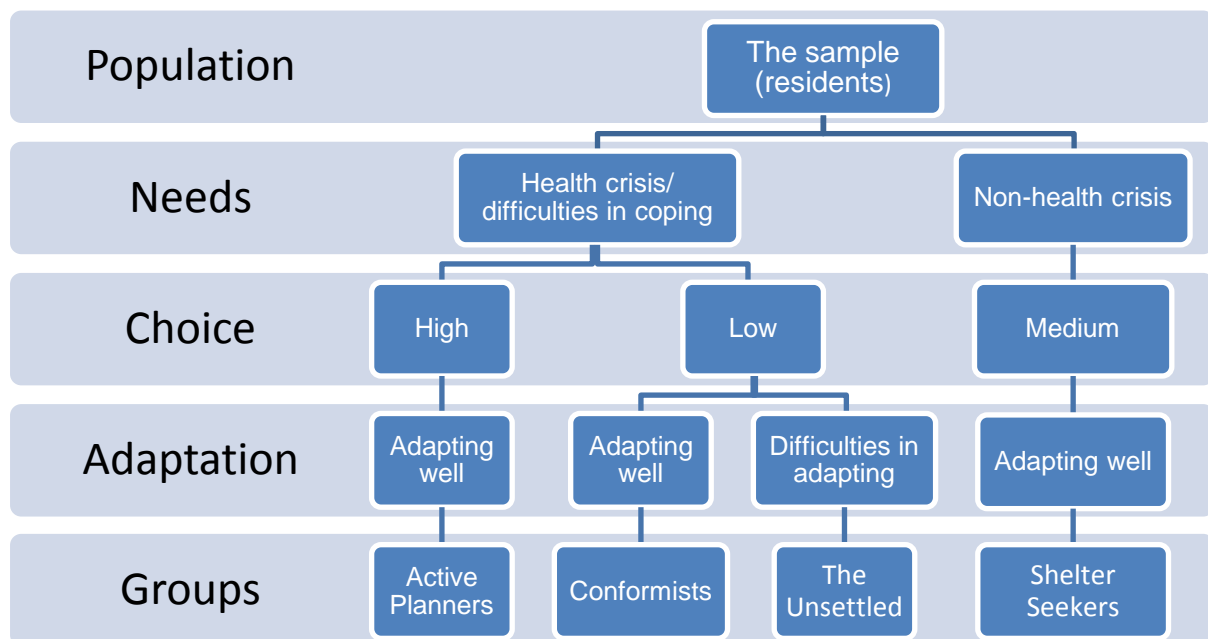 Population
The sample
(residents)
Needs
Health crisis/
difficulties in coping
Non-health crisis
Choice
High
Low
Medium
Adaptation
Adapting
well
Adapting
well
Difficulties in
adapting
Adapting well
Groups
Active
Planners
Conformists
The
Unsettled
Shelter
Seekers